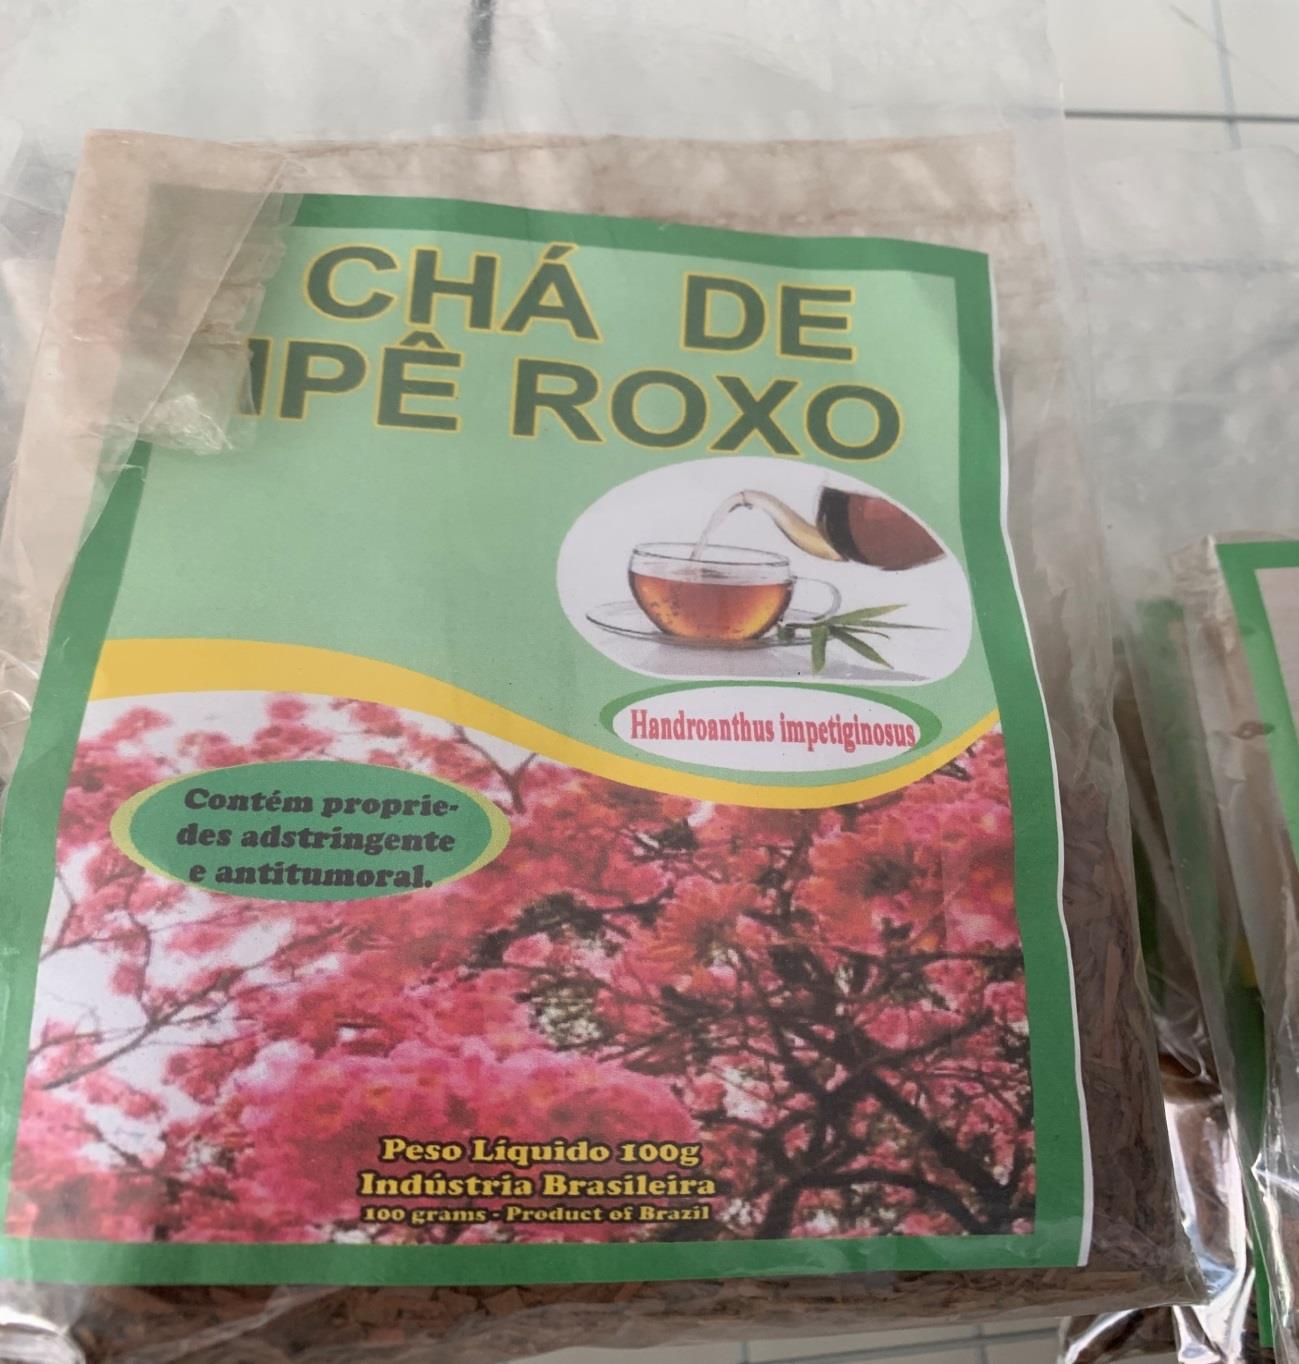 CHÁ DE
IPÊ ROXO
Handroanthus impetiginosus
Contém proprie-
des adstringente
e antitumoral.
Peso Líquido 100g
Indústria Brasileira
100 grams - Product of Brazil